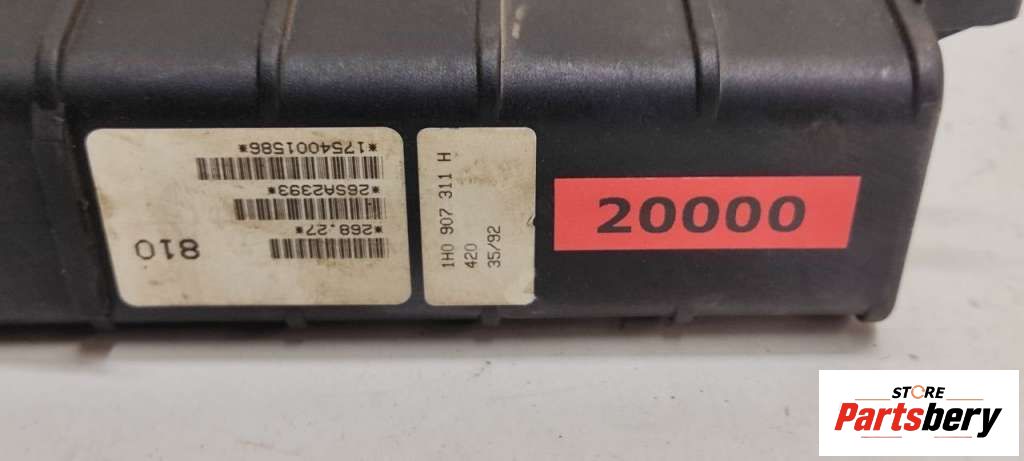 *1754001586*
*26SA2393*
*268.27*
810
1H0 907 311 H
420
35/92
20000
STORE
Partsbery